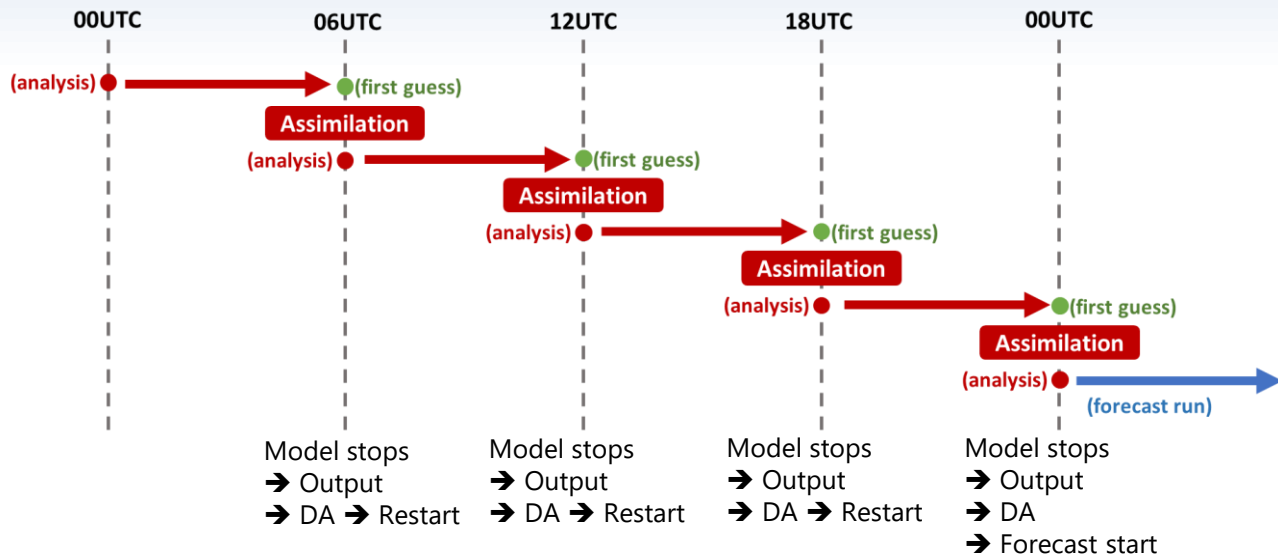 00UTC 06UTC 12UTC 18UTC 00UTC
(analysis) (first guess)
Assimilation
(analysis) (first guess)
Assimilation
(analysis) (first guess)
Assimilation
(analysis) (first guess)
Assimilation
(analysis)
(forecast run)
Model stops
➔ Output
➔ DA ➔ Restart
Model stops
➔ Output
➔ DA ➔ Restart
Model stops
➔ Output
➔ DA ➔ Restart
Model stops
➔ Output
➔ DA
➔ Forecast start